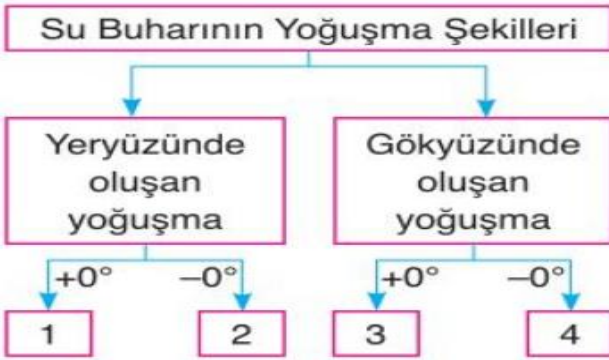 Su Buharının Yoğuşma Şekilleri
Yeryüzünde
oluşan
yoğuşma
Gökyüzünde
oluşan
yoğuşma
+0° −0°
+0° −0°
1
2
3
4